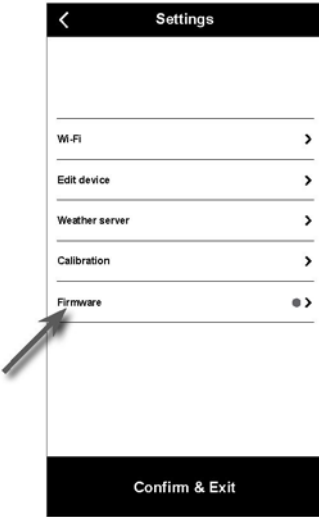 Settings
Wi-Fi
Edit device
Weather server
Calibration
Firmware
Confirm & Exit